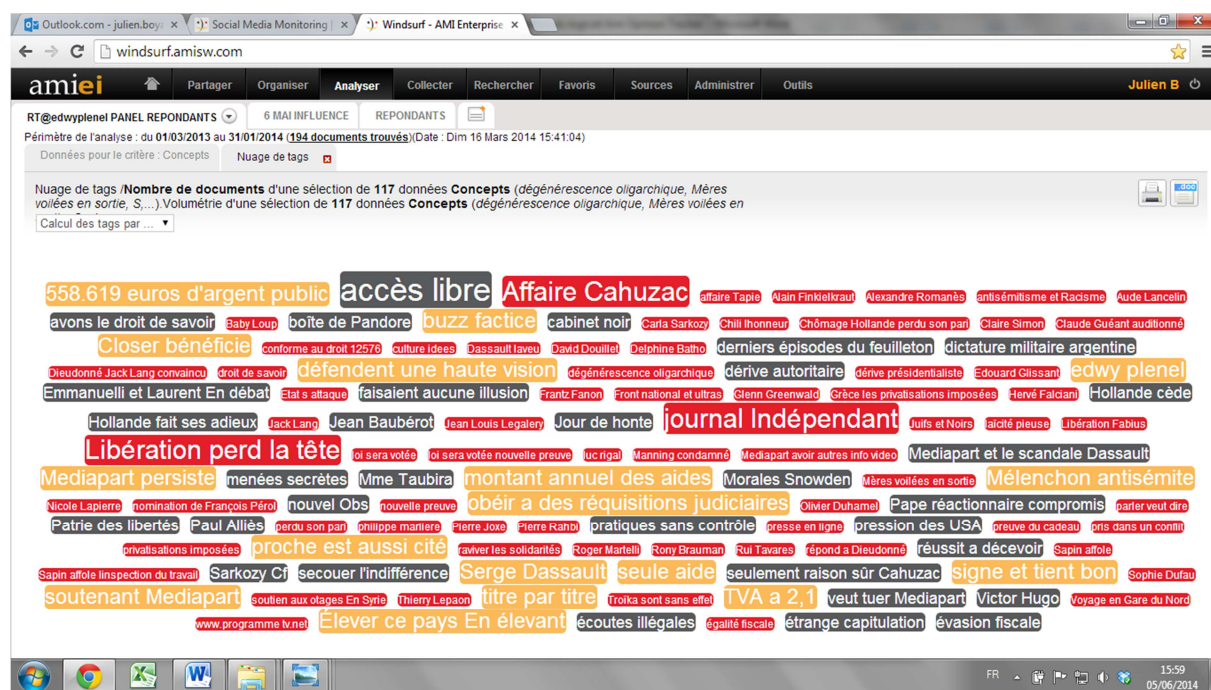 Outlook.com - julien.boy
Social Media Monitoring |
Windsurf - AMI Enterprise
windsurf.amisw.com
amiei Partager Organiser Analyser Collecter Rechercher Favoris Sources Administrer Outils Julien B
RT@edwyplenel PANEL REPONDANTS 6 MAI INFLUENCE REPONDANTS
Périmètre de l'analyse : du 01/03/2013 au 31/01/2014 (194 documents trouvés)(Date : Dim 16 Mars 2014 15:41:04)
Données pour le critère : Concepts Nuage de tags
Nuage de tags /Nombre de documents d'une sélection de 117 données Concepts (dégénérescence oligarchique, Mères
voilées en sortie, S,...).Volumétrie d'une sélection de 117 données Concepts (dégénérescence oligarchique, Mères voilées en
Calcul des tags par ...
.doc
558.619 euros d'argent public accès libre Affaire Cahuzac affaire Tapie Alain Finkielkraut Alexandre Romanès antisémitisme et Racisme Aude Lancelin
avons le droit de savoir Baby Loup boîte de Pandore buzz factice cabinet noir Carla Sarkozy Chili lhonneur Chômage Hollande perdu son pari Claire Simon Claude Guéant auditionné
Closer bénéficie conforme au droit 12576 culture idees Dassault laveu David Douillet Delphine Batho derniers épisodes du feuilleton dictature militaire argentine
Dieudonné Jack Lang convaincu droit de savoir défendent une haute vision dégénérescence oligarchique dérive autoritaire dérive présidentialiste Edouard Glissant edwy plenel
Emmanuelli et Laurent En débat Etat s attaque faisaient aucune illusion Frantz Fanon Front national et ultras Glenn Greenwald Grèce les privatisations imposées Hervé Falciani Hollande cède
Hollande fait ses adieux Jack Lang Jean Baubérot Jean Louis Legalery Jour de honte journal Indépendant Juifs et Noirs laïcité pieuse Libération Fabius
Libération perd la tête loi sera votée loi sera votée nouvelle preuve luc rigal Manning condamné Mediapart avoir autres info video Mediapart et le scandale Dassault
Mediapart persiste menées secrètes Mme Taubira montant annuel des aides Morales Snowden Mères voilées en sortie Mélenchon antisémite
Nicole Lapierre nomination de François Pérol nouvel Obs nouvelle preuve obéir a des réquisitions judiciaires Olivier Duhamel Pape réactionnaire compromis parler veut dire
Patrie des libertés Paul Alliès perdu son pari philippe marliere Pierre Joxe Pierre Rahbi pratiques sans contrôle presse en ligne pression des USA preuve du cadeau pris dans un conflit
privatisations imposées proche est aussi cité raviver les solidarités Roger Martelli Rony Brauman Rui Tavares répond a Dieudonné réussit a décevoir Sapin affole
Sapin affole linspection du travail Sarkozy Cf secouer l'indifférence Serge Dassault seule aide seulement raison sûr Cahuzac signe et tient bon Sophie Dufau
soutenant Mediapart soutien aux otages En Syrie Thierry Lepaon titre par titre Troïka sont sans effet TVA a 2,1 veut tuer Mediapart Victor Hugo Voyage en Gare du Nord
www.programme tv.net Élever ce pays En élevant écoutes illégales égalité fiscale étrange capitulation évasion fiscale
FR 15:59
05/06/2014